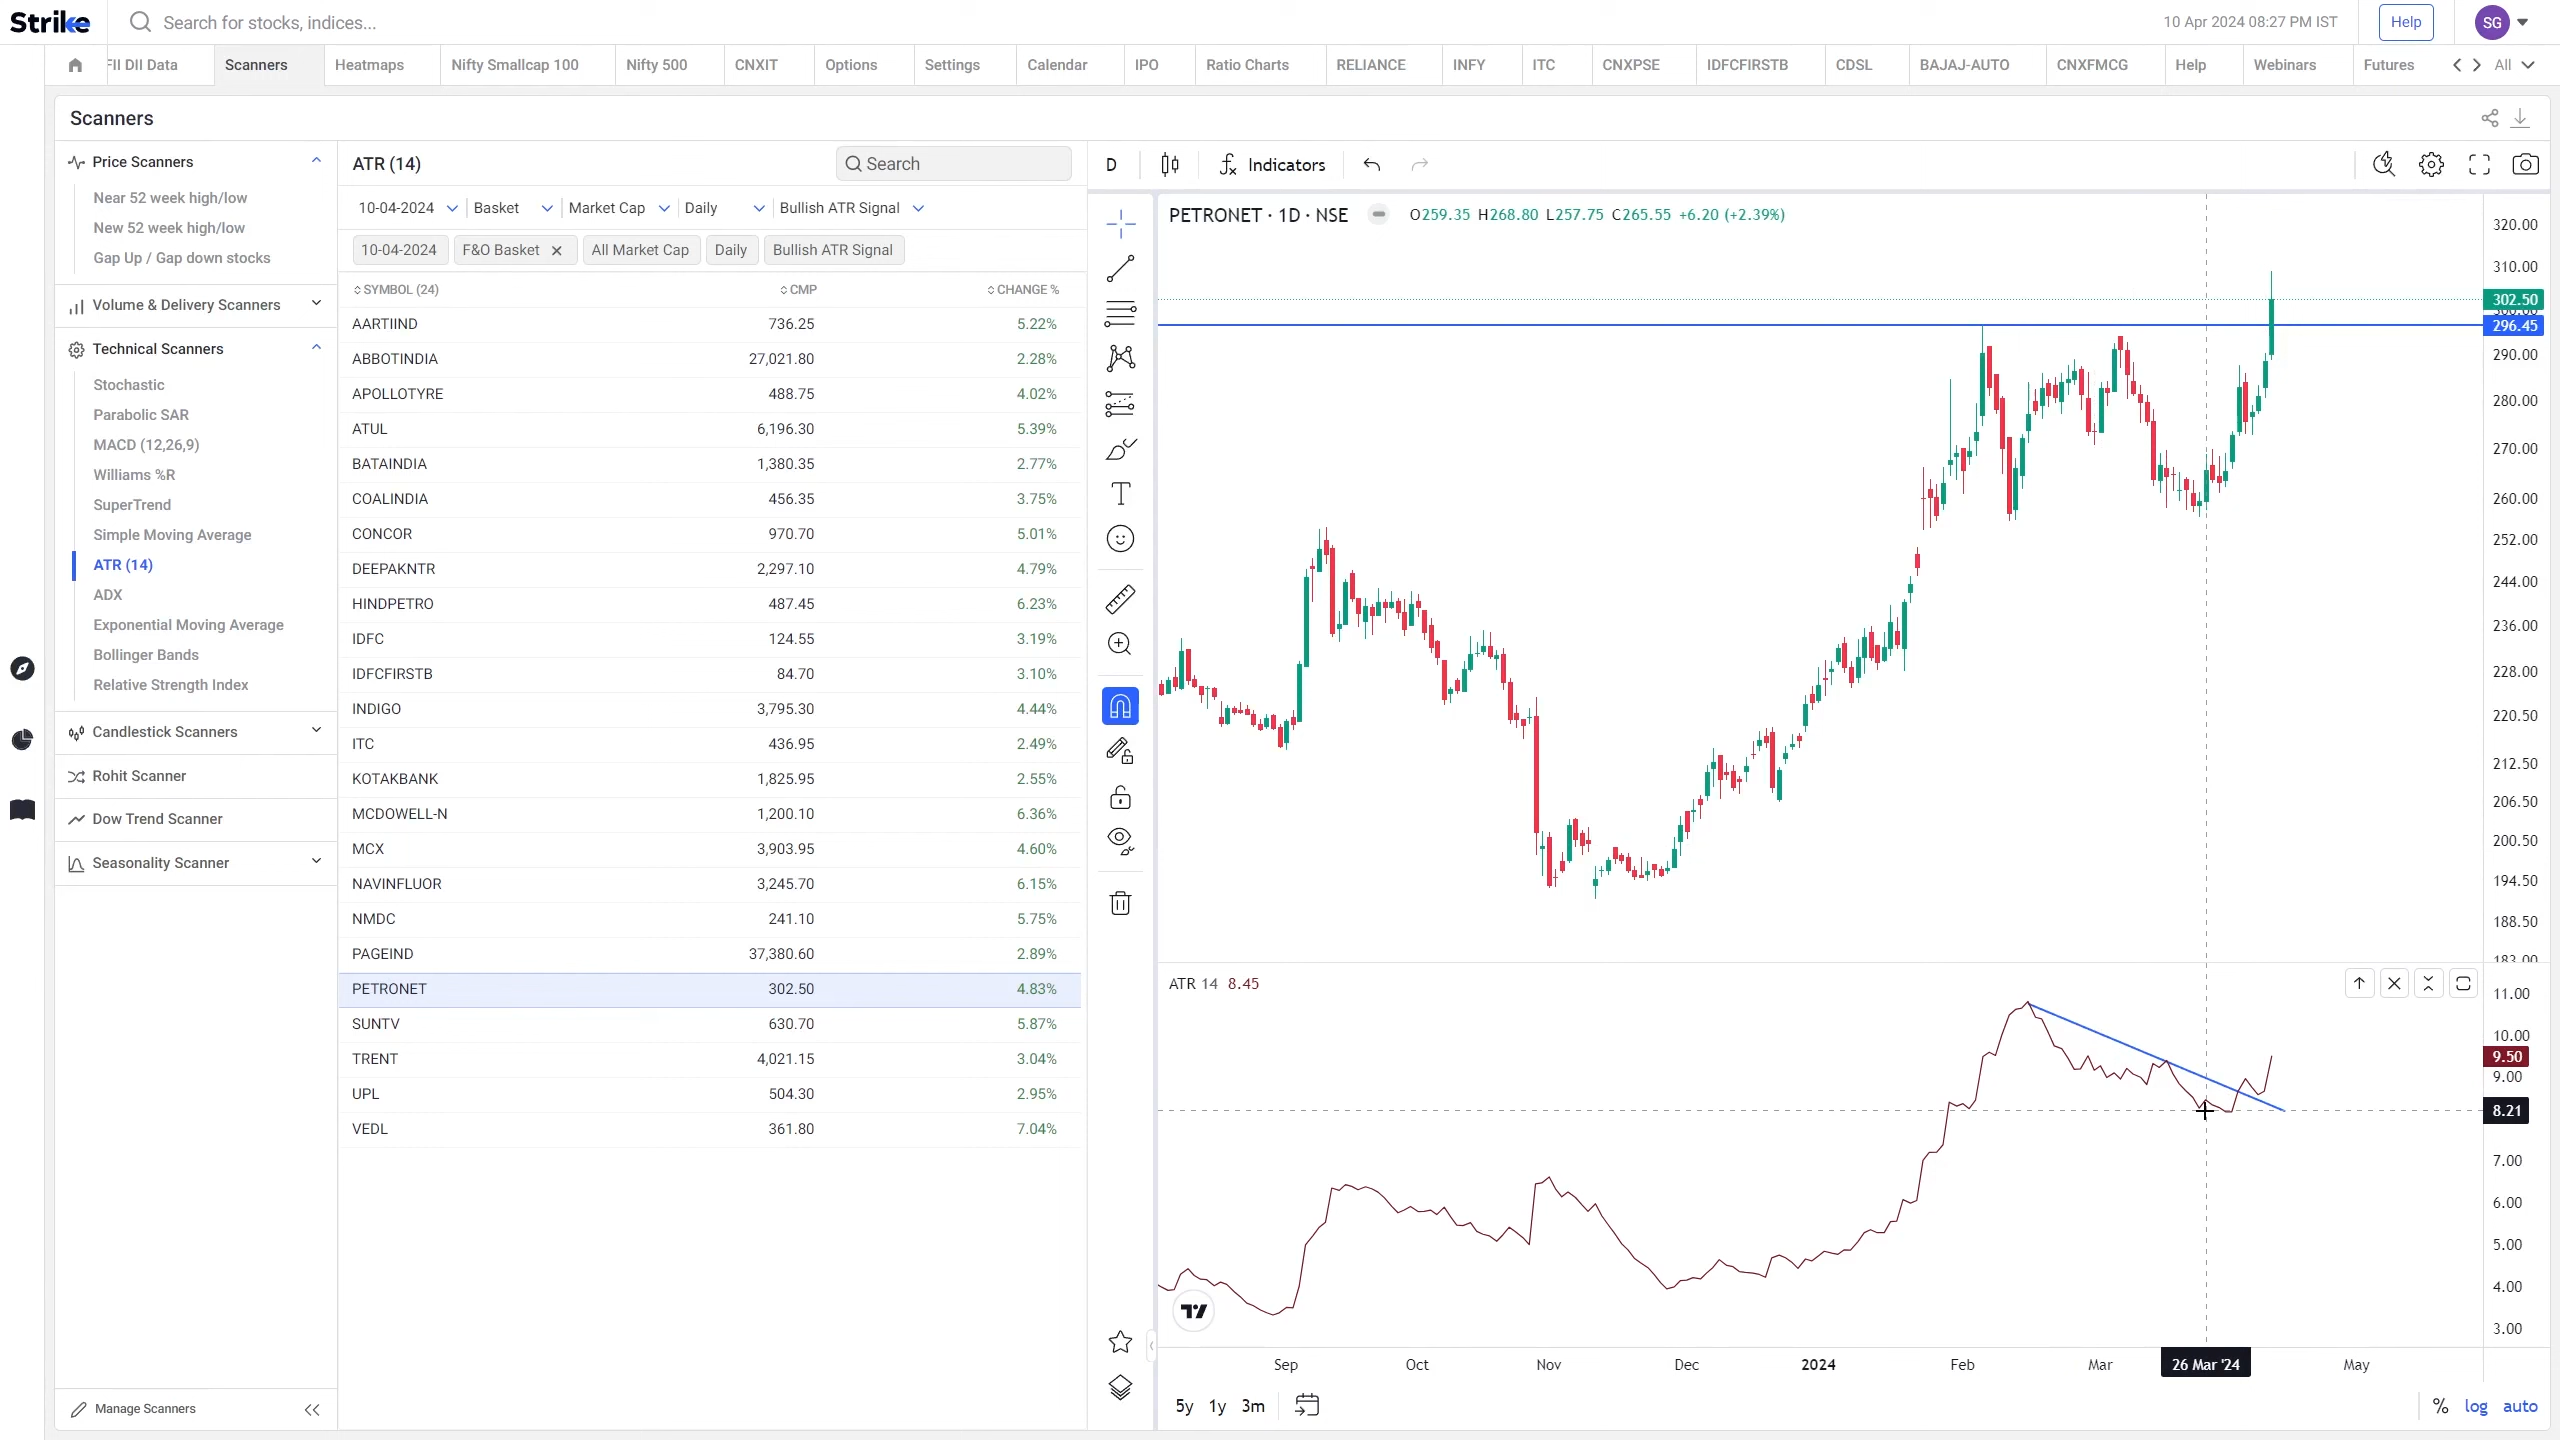 Strike
Search for stocks, indices...
10 Apr 2024 08:27 PM IST
Help
SG
FII DII Data
Scanners
Heatmaps
Nifty Smallcap 100
Nifty 500
CNXIT
Options
Settings
Calendar
IPO
Ratio Charts
RELIANCE
INFY
ITC
CNXPSE
IDFCFIRSTB
CDSL
BAJAJ-AUTO
CNXFMCG
Help
Webinars
Futures
All
Scanners
Price Scanners
Near 52 week high/low
New 52 week high/low
Gap Up / Gap down stocks
Volume & Delivery Scanners
Technical Scanners
Stochastic
Parabolic SAR
MACD (12,26,9)
Williams %R
SuperTrend
Simple Moving Average
ATR (14)
ADX
Exponential Moving Average
Bollinger Bands
Relative Strength Index
Candlestick Scanners
Rohit Scanner
Dow Trend Scanner
Seasonality Scanner
Manage Scanners
ATR (14)
Search
10-04-2024 Basket Market Cap Daily Bullish ATR Signal
10-04-2024 F&O Basket All Market Cap Daily Bullish ATR Signal
SYMBOL (24) CMP CHANGE %
AARTIIND 736.25 5.22%
ABBOTINDIA 27,021.80 2.28%
APOLLOTYRE 488.75 4.02%
ATUL 6,196.30 5.39%
BATAINDIA 1,380.35 2.77%
COALINDIA 456.35 3.75%
CONCOR 970.70 5.01%
DEEPAKNTR 2,297.10 4.79%
HINDPETRO 487.45 6.23%
IDFC 124.55 3.19%
IDFCFIRSTB 84.70 3.10%
INDIGO 3,795.30 4.44%
ITC 436.95 2.49%
KOTAKBANK 1,825.95 2.55%
MCDOWELL-N 1,200.10 6.36%
MCX 3,903.95 4.60%
NAVINFLUOR 3,245.70 6.15%
NMDC 241.10 5.75%
PAGEIND 37,380.60 2.89%
PETRONET 302.50 4.83%
SUNTV 630.70 5.87%
TRENT 4,021.15 3.04%
UPL 504.30 2.95%
VEDL 361.80 7.04%
D
Indicators
PETRONET · 1D · NSE
O259.35 H268.80 L257.75 C265.55 +6.20 (+2.39%)
320.00
310.00
302.50
296.45
290.00
280.00
270.00
260.00
252.00
244.00
236.00
228.00
220.50
212.50
206.50
200.50
194.50
188.50
183.00
ATR 14 8.45
11.00
10.00
9.50
9.00
8.21
7.00
6.00
5.00
4.00
3.00
Sep Oct Nov Dec 2024 Feb Mar 26 Mar '24 May
5y 1y 3m
% log auto